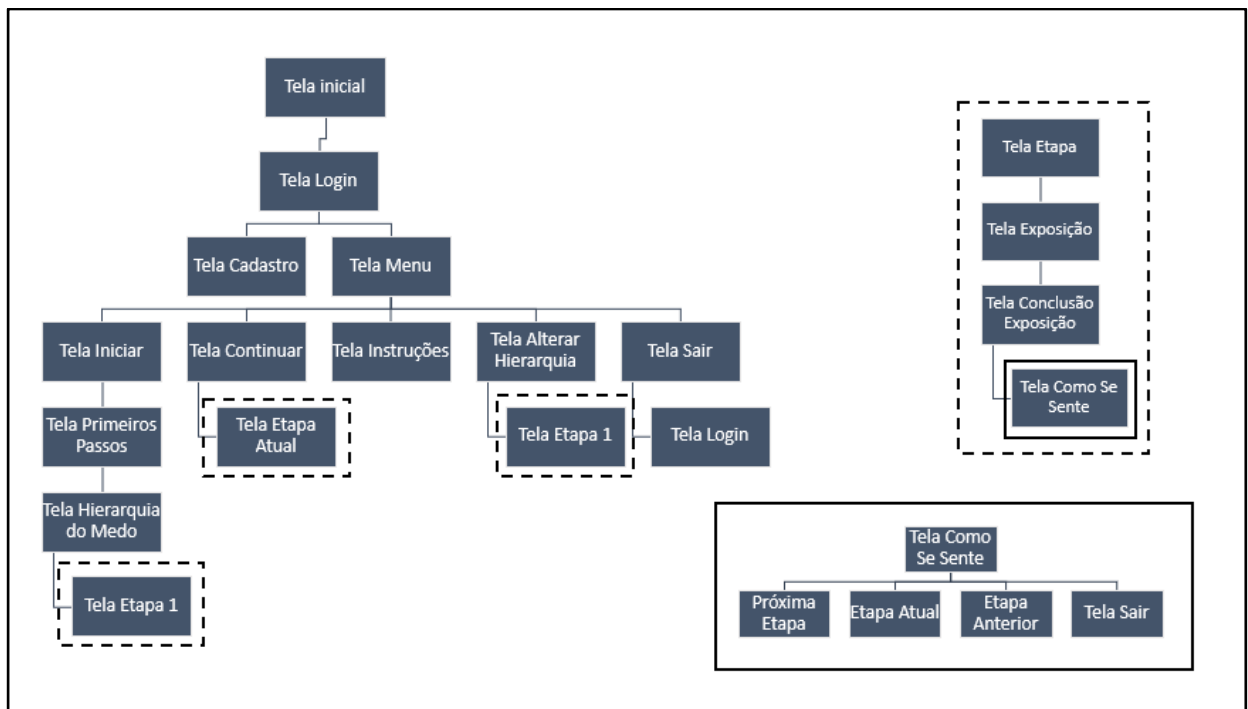 Tela inicial
Tela Login
Tela Cadastro
Tela Menu
Tela Iniciar
Tela Continuar
Tela Instruções
Tela Alterar
Hierarquia
Tela Sair
Tela Primeiros
Passos
Tela Etapa
Atual
Tela Etapa 1
Tela Login
Tela Hierarquia
do Medo
Tela Etapa 1
Tela Etapa
Tela Exposição
Tela Conclusão
Exposição
Tela Como Se
Sente
Tela Como
Se Sente
Próxima
Etapa
Etapa Atual
Etapa
Anterior
Tela Sair